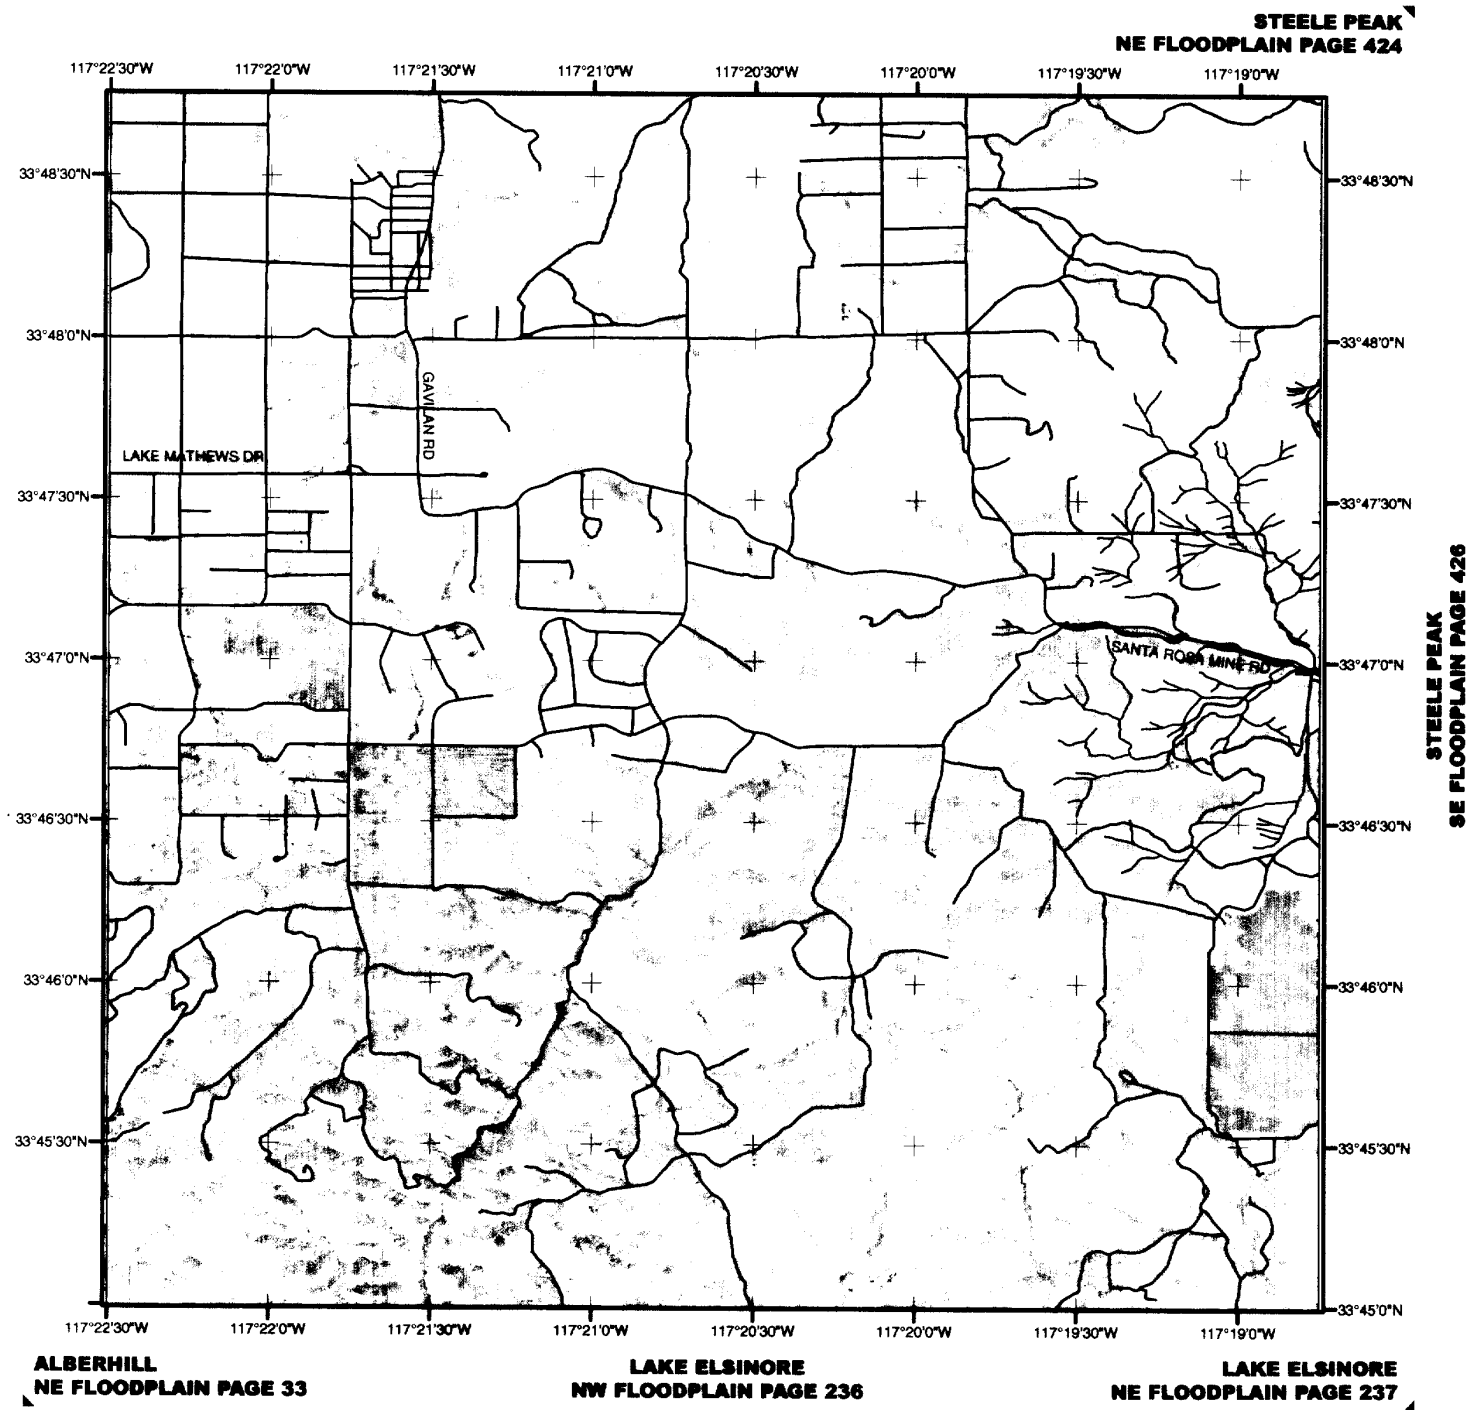 STEELE PEAK
NE FLOODPLAIN PAGE 424
117°22'30"W 117°22'0"W 117°21'30"W 117°21'0"W 117°20'30"W 117°20'0"W 117°19'30"W 117°19'0"W
33°48'30"N 33°48'30"N
33°48'0"N 33°48'0"N
GAVILAN RD
LAKE MATHEWS DR
33°47'30"N 33°47'30"N
SANTA ROSA MINE RD
33°47'0"N 33°47'0"N
STEELE PEAK
SE FLOODPLAIN PAGE 426
33°46'30"N 33°46'30"N
33°46'0"N 33°46'0"N
33°45'30"N 33°45'30"N
33°45'0"N
117°22'30"W 117°22'0"W 117°21'30"W 117°21'0"W 117°20'30"W 117°20'0"W 117°19'30"W 117°19'0"W
ALBERHILL
NE FLOODPLAIN PAGE 33
LAKE ELSINORE
NW FLOODPLAIN PAGE 236
LAKE ELSINORE
NE FLOODPLAIN PAGE 237